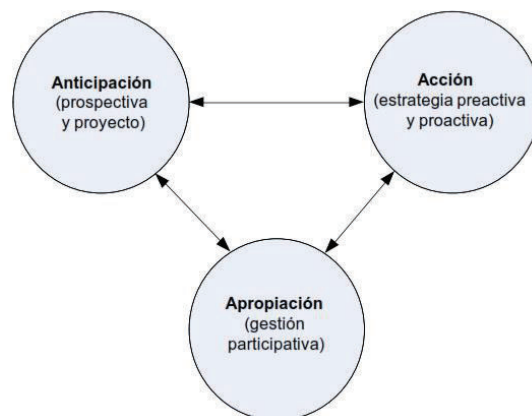 Anticipación
(prospectiva
y proyecto)
Acción
(estrategia preactiva
y proactiva)
Apropiación
(gestión
participativa)